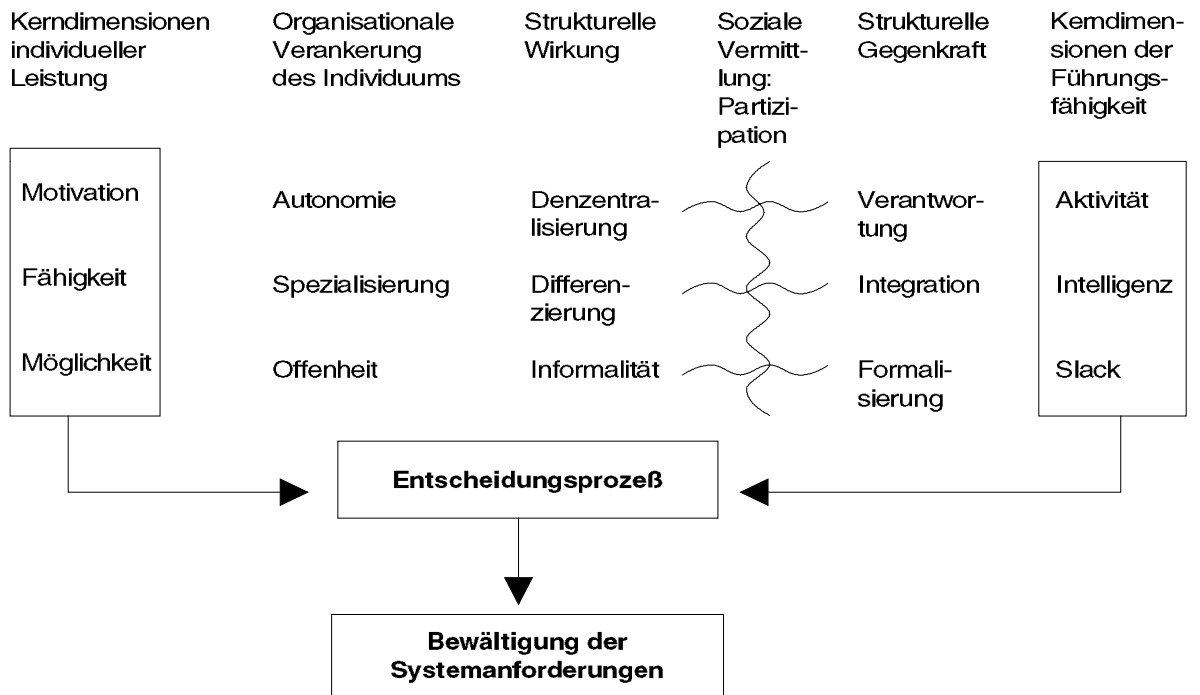 Kerndimensionen
individueller
Leistung
Organisationale
Verankerung
des Individuums
Strukturelle
Wirkung
Soziale
Vermitt-
lung:
Partizi-
pation
Strukturelle
Gegenkraft
Kerndimen-
sionen der
Führungs-
fähigkeit
Motivation
Autonomie
Denzentra-
lisierung
Verantwor-
tung
Aktivität
Fähigkeit
Spezialisierung
Differen-
zierung
Integration
Intelligenz
Möglichkeit
Offenheit
Informalität
Formali-
sierung
Slack
Entscheidungsprozeß
Bewältigung der
Systemanforderungen